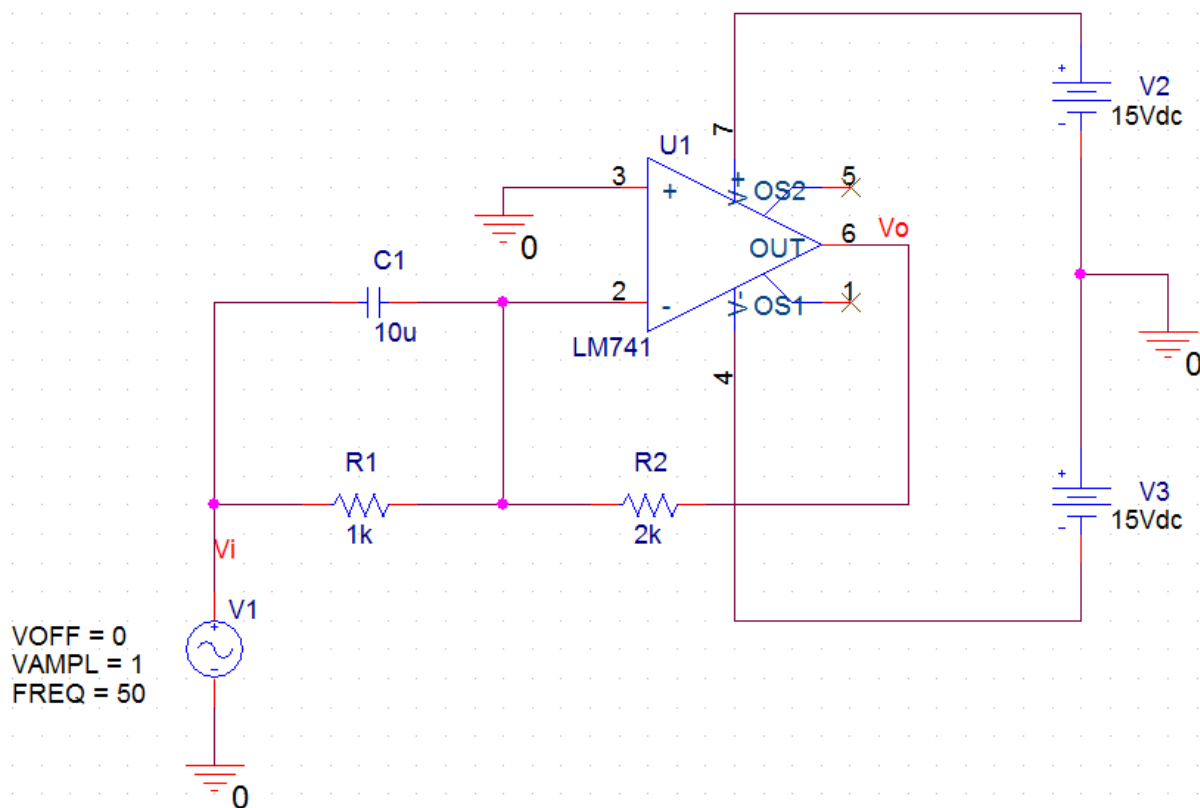 V2
15Vdc
+
-
7
U1
3
+
V+
OS2
5
6
Vo
OUT
0
C1
10u
2
-
V-
OS1
1
LM741
4
0
R1
1k
R2
2k
+
-
V3
15Vdc
Vi
V1
+
-
VOFF = 0
VAMPL = 1
FREQ = 50
0